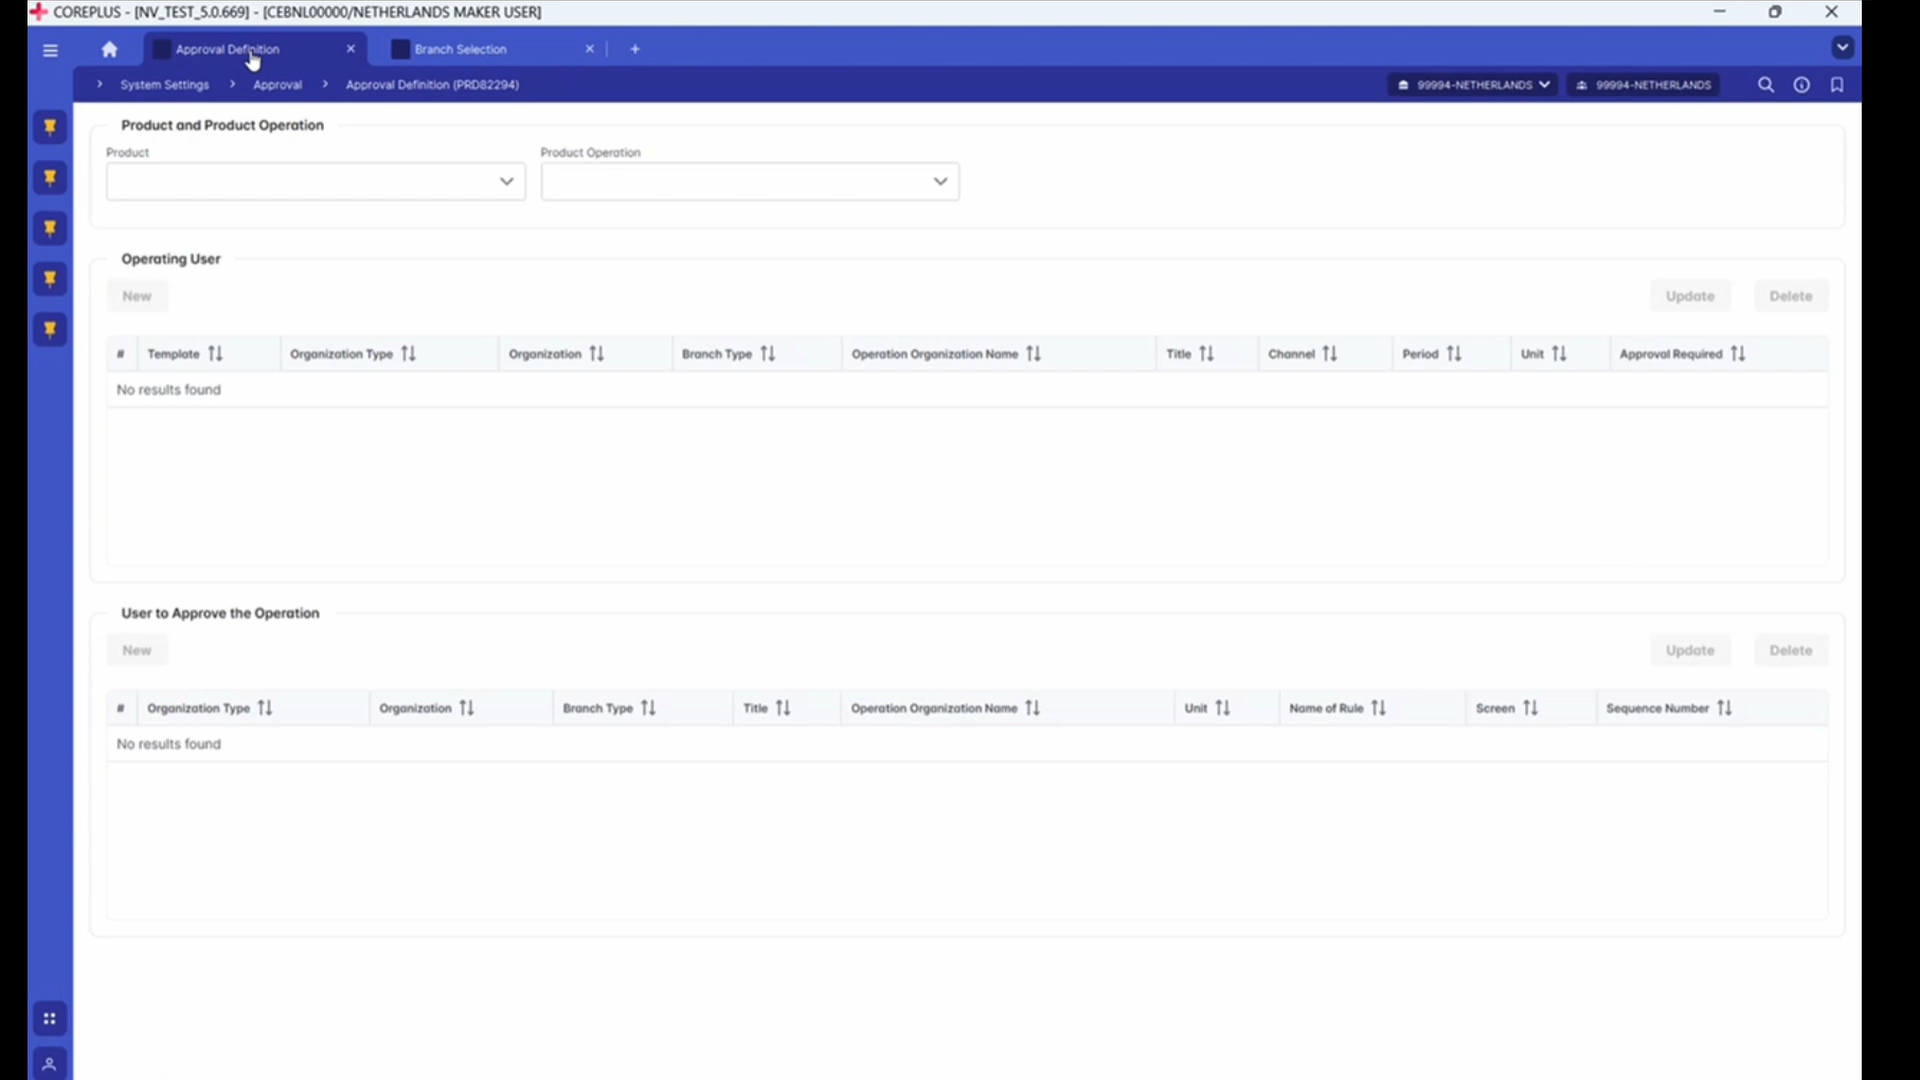 COREPLUS - [NV_TEST_5.0.669] - [CEBNL00000/NETHERLANDS MAKER USER]
Approval Definition
Branch Selection
System Settings > Approval > Approval Definition (PRD82294)
99994-NETHERLANDS
99994-NETHERLANDS
Product and Product Operation
Product
Product Operation
Operating User
New
Update
Delete
# Template Organization Type Organization Branch Type Operation Organization Name Title Channel Period Unit Approval Required
No results found
User to Approve the Operation
New
Update
Delete
# Organization Type Organization Branch Type Title Operation Organization Name Unit Name of Rule Screen Sequence Number
No results found